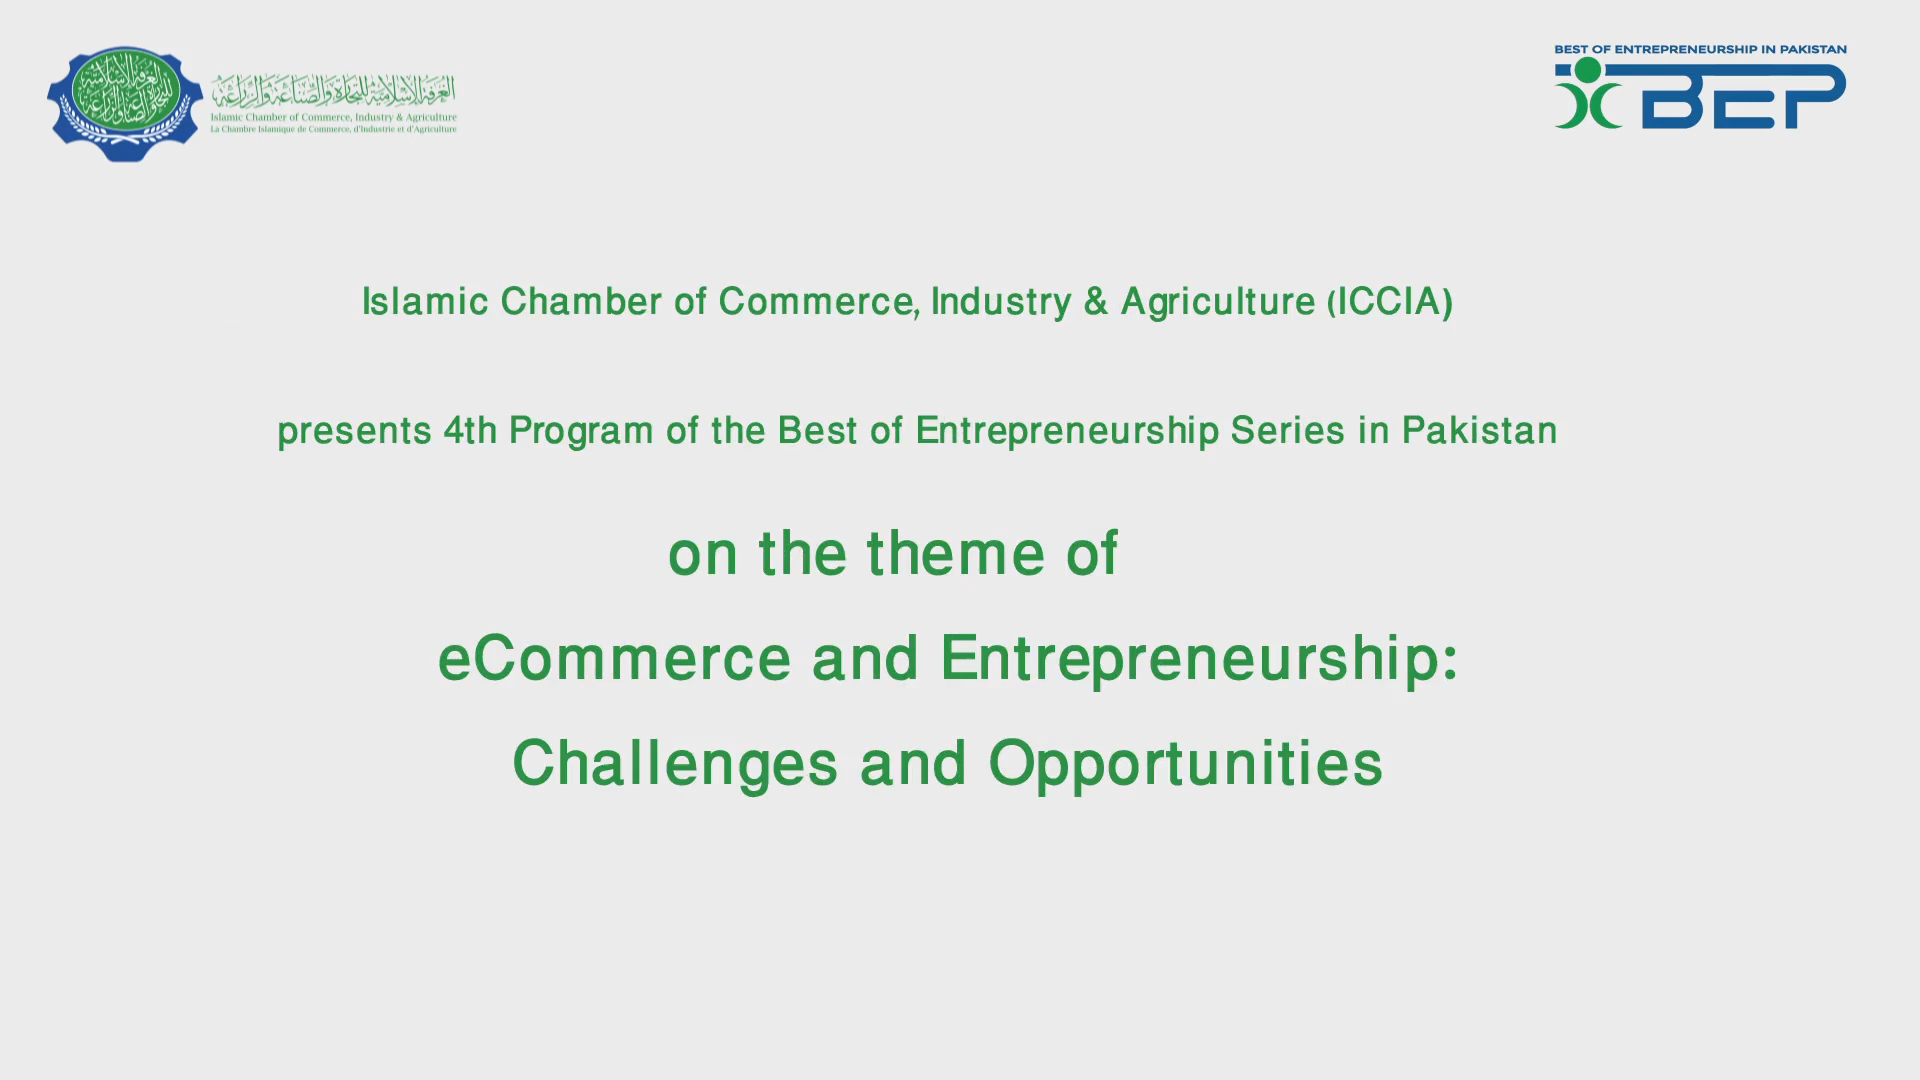 الغرفة الإسلامية للتجارة والصناعة والزراعة
Islamic Chamber of Commerce, Industry & Agriculture
La Chambre Islamique de Commerce, d'Industrie et d'Agriculture
BEST OF ENTREPRENEURSHIP IN PAKISTAN
BEP
Islamic Chamber of Commerce, Industry & Agriculture (ICCIA)
presents 4th Program of the Best of Entrepreneurship Series in Pakistan
on the theme of
eCommerce and Entrepreneurship:
Challenges and Opportunities